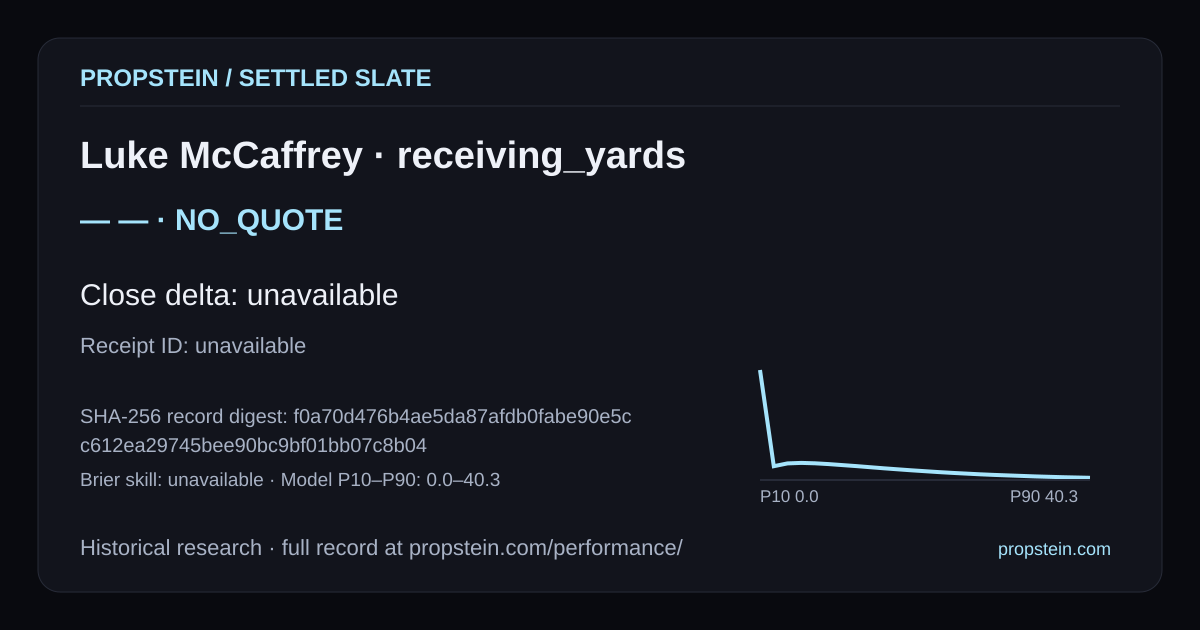 PROPSTEIN / SETTLED SLATE
Luke McCaffrey · receiving_yards
— — · NO_QUOTE
Close delta: unavailable
Receipt ID: unavailable
SHA-256 record digest: f0a70d476b4ae5da87afdb0fabe90e5c
c612ea29745bee90bc9bf01bb07c8b04
Brier skill: unavailable · Model P10–P90: 0.0–40.3
P10 0.0
P90 40.3
Historical research · full record at propstein.com/performance/
propstein.com